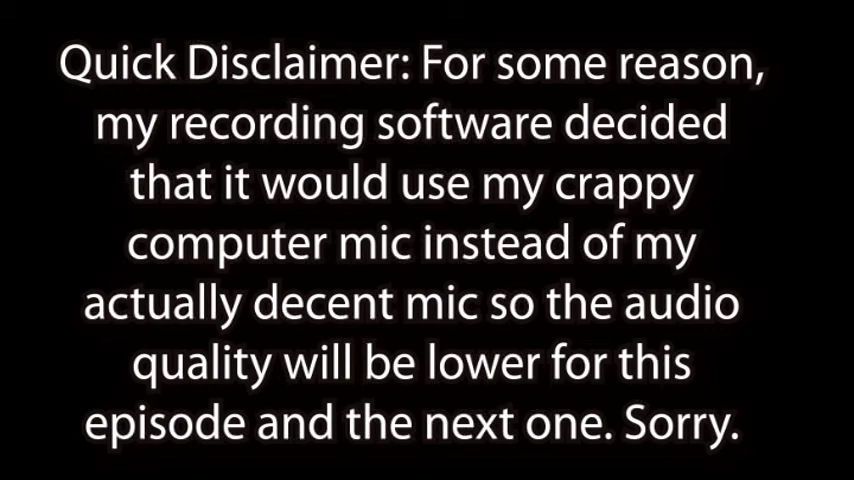 Quick Disclaimer: For some reason,
my recording software decided
that it would use my crappy
computer mic instead of my
actually decent mic so the audio
quality will be lower for this
episode and the next one. Sorry.